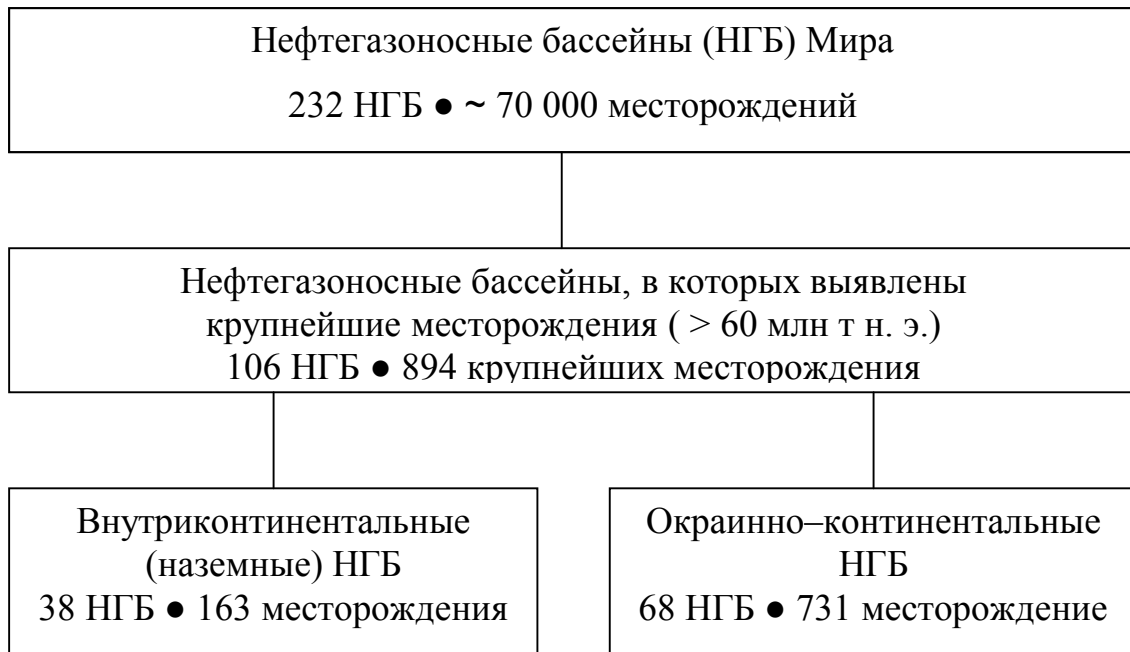 Нефтегазоносные бассейны (НГБ) Мира
232 НГБ ● ~ 70 000 месторождений
Нефтегазоносные бассейны, в которых выявлены
крупнейшие месторождения ( > 60 млн т н. э.)
106 НГБ ● 894 крупнейших месторождения
Внутриконтинентальные
(наземные) НГБ
38 НГБ ● 163 месторождения
Окраинно–континентальные
НГБ
68 НГБ ● 731 месторождение